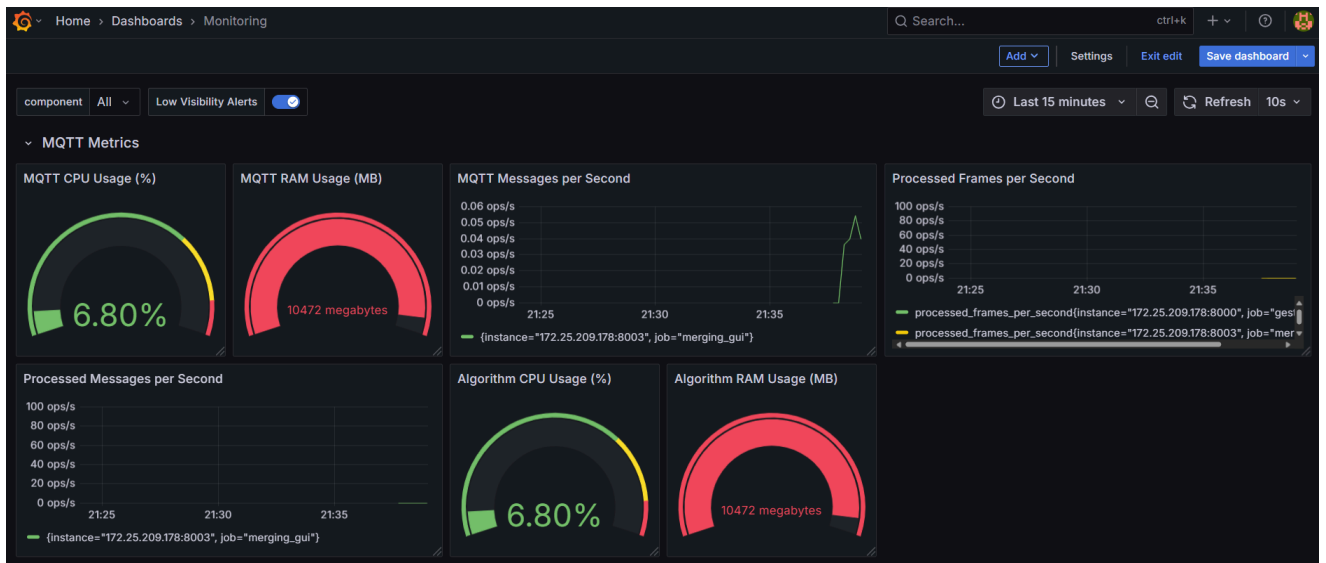 Home › Dashboards › Monitoring
Search...
ctrl+k
Add
Settings
Exit edit
Save dashboard
component
All
Low Visibility Alerts
Last 15 minutes
Refresh
10s
MQTT Metrics
MQTT CPU Usage (%)
6.80%
MQTT RAM Usage (MB)
10472 megabytes
MQTT Messages per Second
0.06 ops/s
0.05 ops/s
0.04 ops/s
0.03 ops/s
0.02 ops/s
0.01 ops/s
0 ops/s
21:25 21:30 21:35
{instance="172.25.209.178:8003", job="merging_gui"}
Processed Frames per Second
100 ops/s
80 ops/s
60 ops/s
40 ops/s
20 ops/s
0 ops/s
21:25 21:30 21:35
processed_frames_per_second{instance="172.25.209.178:8000", job="gest
processed_frames_per_second{instance="172.25.209.178:8003", job="mer
Processed Messages per Second
100 ops/s
80 ops/s
60 ops/s
40 ops/s
20 ops/s
0 ops/s
21:25 21:30 21:35
{instance="172.25.209.178:8003", job="merging_gui"}
Algorithm CPU Usage (%)
6.80%
Algorithm RAM Usage (MB)
10472 megabytes